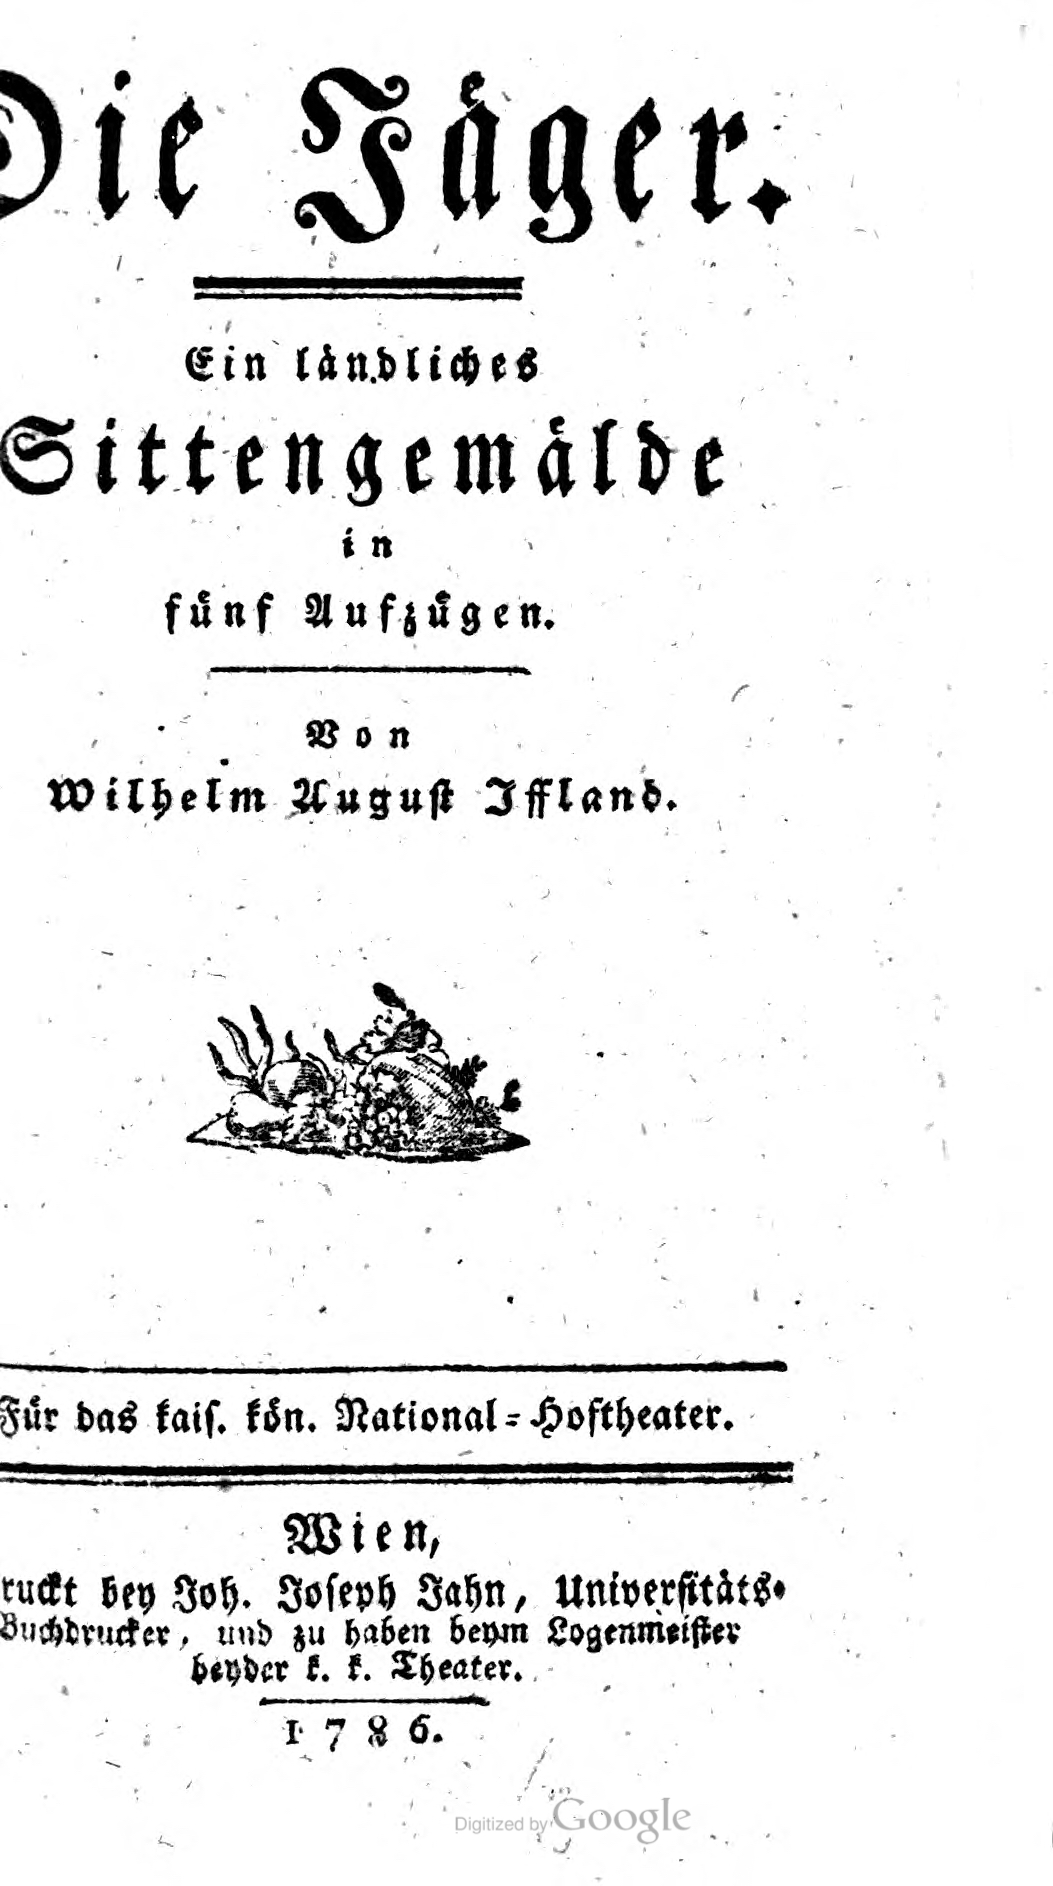 Die Jäger.
Ein ländliches
Sittengemälde
in
fünf Aufzügen.
Von
Wilhelm August Iffland.
Für das kais. kön. National-Hoftheater.
Wien,
ruckt bey Joh. Joseph Jahn, Universitäts-
Buchdrucker, und zu haben beym Logenmeister
beyder k. k. Theater.
1786.
Digitized by Google